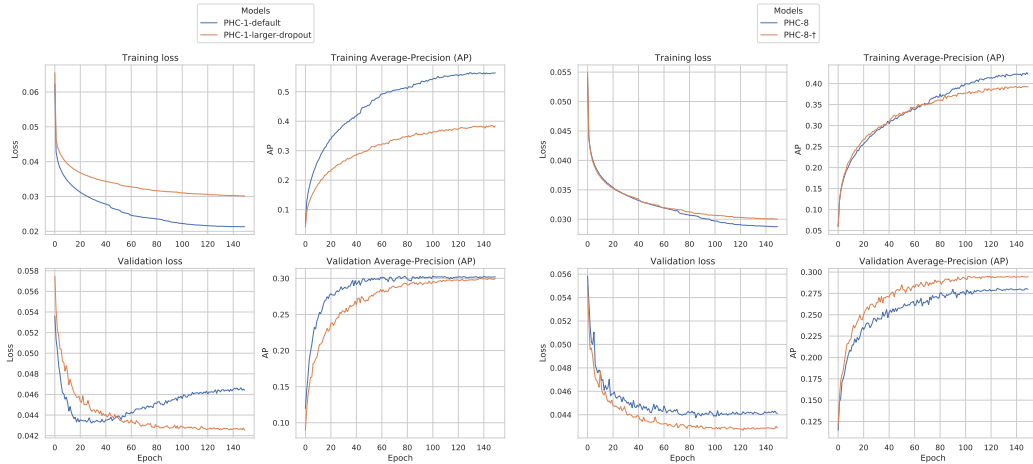 Models
PHC-1-default
PHC-1-larger-dropout
Training loss
Loss
0.06
0.05
0.04
0.03
0.02
0 20 40 60 80 100 120 140
Training Average-Precision (AP)
AP
0.5
0.4
0.3
0.2
0.1
0 20 40 60 80 100 120 140
Validation loss
Loss
0.058
0.056
0.054
0.052
0.050
0.048
0.046
0.044
0.042
0 20 40 60 80 100 120 140
Epoch
Validation Average-Precision (AP)
AP
0.30
0.25
0.20
0.15
0.10
0 20 40 60 80 100 120 140
Epoch
Models
PHC-8
PHC-8-†
Training loss
Loss
0.055
0.050
0.045
0.040
0.035
0.030
0 20 40 60 80 100 120 140
Training Average-Precision (AP)
AP
0.40
0.35
0.30
0.25
0.20
0.15
0.10
0.05
0 20 40 60 80 100 120 140
Validation loss
Loss
0.056
0.054
0.052
0.050
0.048
0.046
0.044
0 20 40 60 80 100 120 140
Epoch
Validation Average-Precision (AP)
AP
0.300
0.275
0.250
0.225
0.200
0.175
0.150
0.125
0 20 40 60 80 100 120 140
Epoch